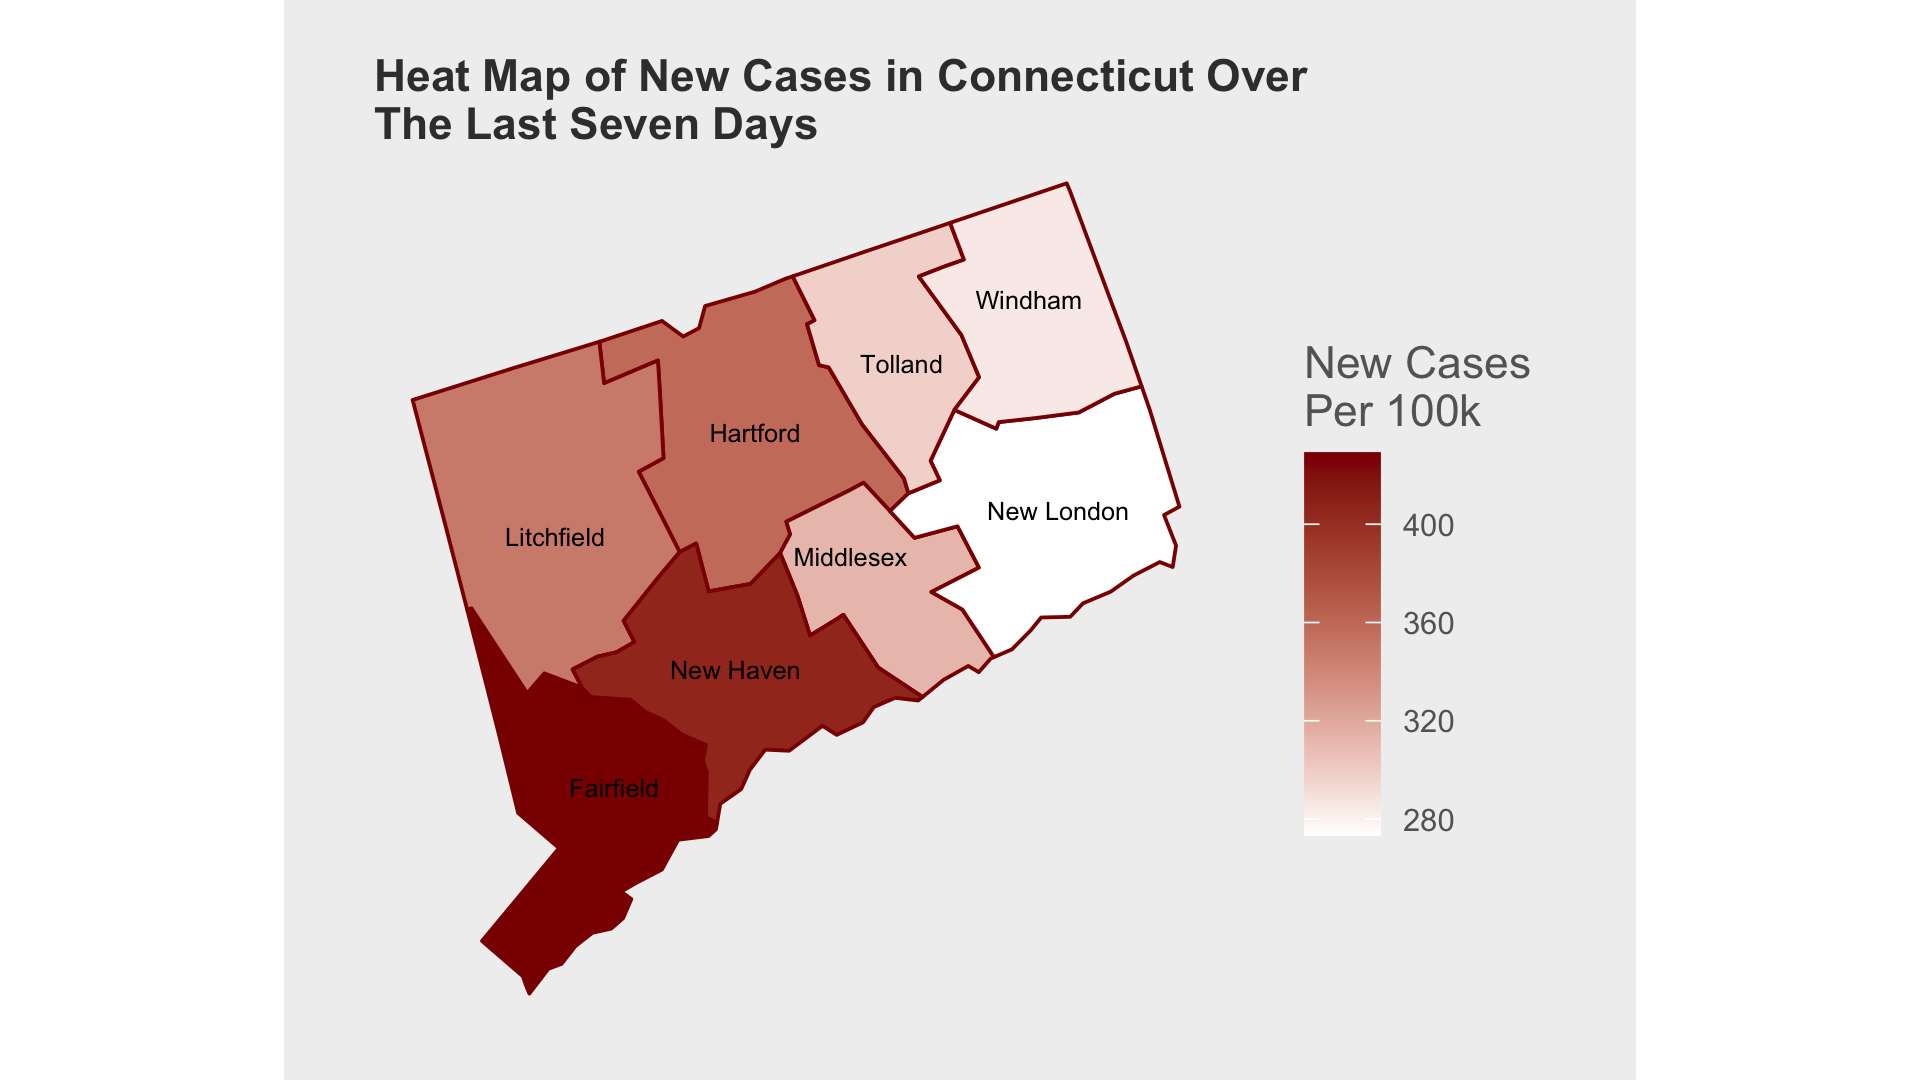 Heat Map of New Cases in Connecticut Over
The Last Seven Days
Windham
Tolland
Hartford
New London
Litchfield
Middlesex
New Haven
Fairfield
New Cases
Per 100k
400
360
320
280